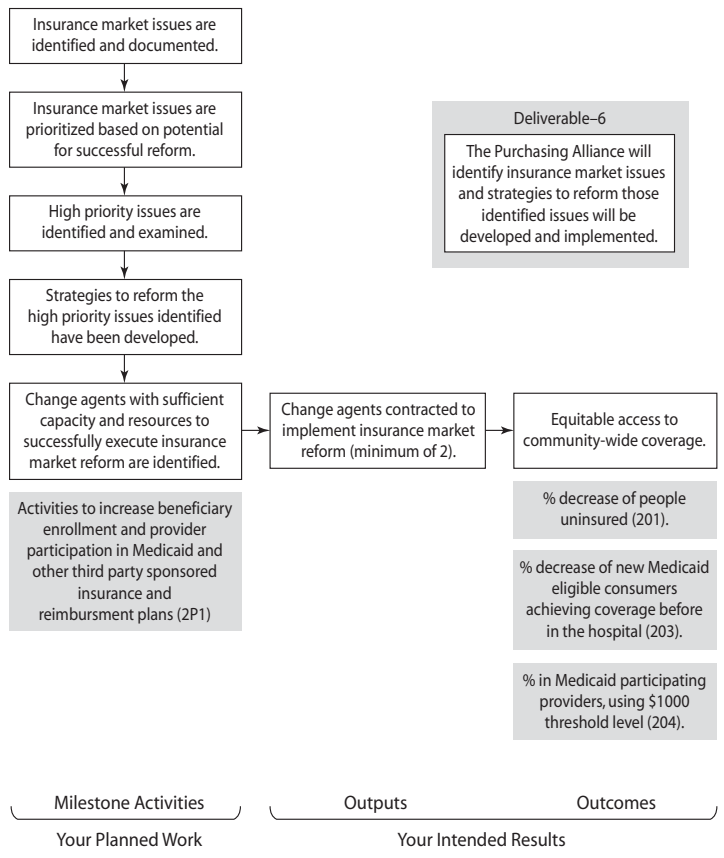 Insurance market issues are
identified and documented.
Insurance market issues are
prioritized based on potential
for successful reform.
High priority issues are
identified and examined.
Strategies to reform the
high priority issues identified
have been developed.
Change agents with sufficient
capacity and resources to
successfully execute insurance
market reform are identified.
Activities to increase beneficiary
enrollment and provider
participation in Medicaid and
other third party sponsored
insurance and
reimbursment plans (2P1)
Deliverable–6
The Purchasing Alliance will
identify insurance market issues
and strategies to reform those
identified issues will be
developed and implemented.
Change agents contracted to
implement insurance market
reform (minimum of 2).
Equitable access to
community-wide coverage.
% decrease of people
uninsured (201).
% decrease of new Medicaid
eligible consumers
achieving coverage before
in the hospital (203).
% in Medicaid participating
providers, using $1000
threshold level (204).
Milestone Activities
Outputs
Outcomes
Your Planned Work
Your Intended Results